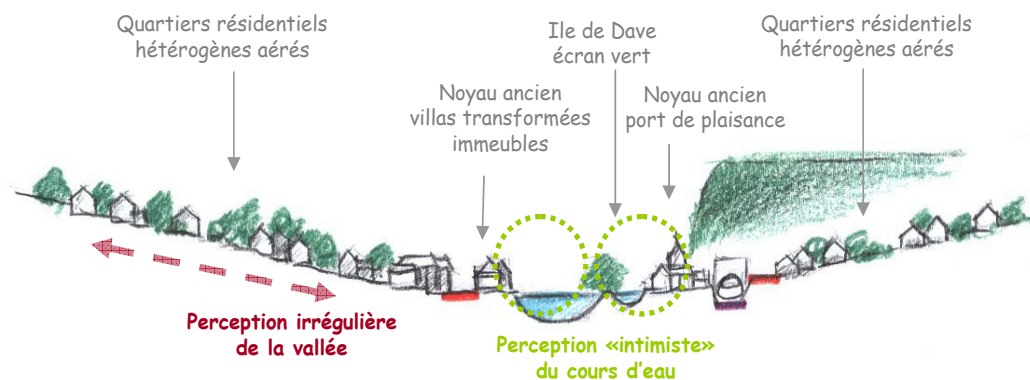 Quartiers résidentiels
hétérogènes aérés
Ile de Dave
écran vert
Quartiers résidentiels
hétérogènes aérés
Noyau ancien
villas transformées
immeubles
Noyau ancien
port de plaisance
Perception irrégulière
de la vallée
Perception «intimiste»
du cours d'eau